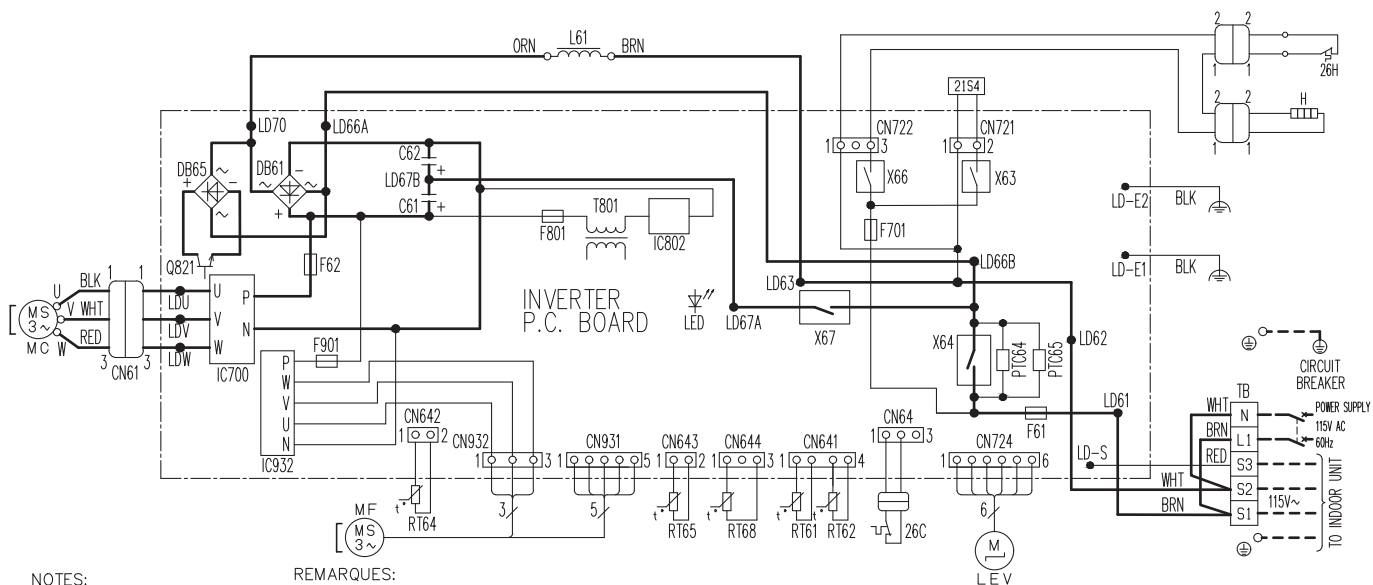 ORN L61 BRN
2 2
1 1
26H
21S4
LD70 LD66A
CN722 CN721
1 3 1 2
2 2
H
1 1
DB65 DB61
C62
LD67B
C61
X66 X63
LD-E2 BLK
T801
F801 IC802
F701
LD-E1 BLK
Q821
F62
LD66B
LD63
BLK 1 1
U
U P
MS
3~
V WHT
LDU
V N
LDV
INVERTER
P.C. BOARD
LED
LD67A
X67
RED
MC W
3 3
LDW
W
CN61
IC700
F901
X64
PTC64
PTC65
LD62
CIRCUIT
BREAKER
P
W
V
U
N
IC932
CN642
1 2
CN932
1 3
CN931
1 5
CN643
1 2
CN644
1 3
CN641
1 4
CN64
1 3
F61
LD61
CN724
1 6
TB
WHT N
POWER SUPPLY
115V AC
60Hz
BRN L1
RED S3
LD-S
WHT S2
BRN S1
115V~
TO INDOOR UNIT
t°
RT64
3
5
t°
RT65
t°
RT68
t° t°
RT61 RT62
26C
6
MF
MS
3~
M
LEV
NOTES:
REMARQUES: